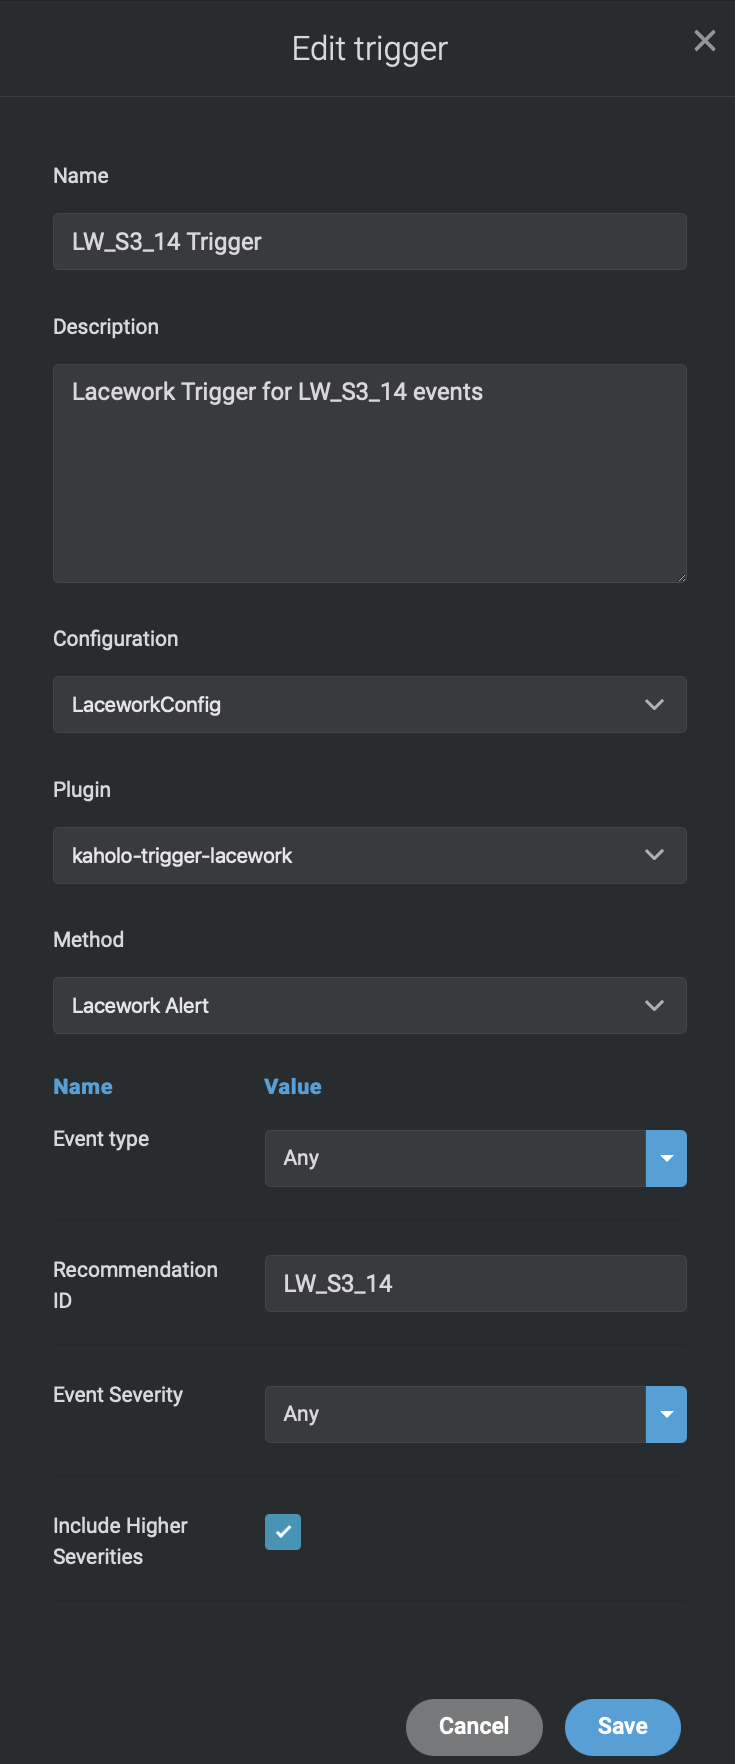 Edit trigger
Name
LW_S3_14 Trigger
Description
Lacework Trigger for LW_S3_14 events
Configuration
LaceworkConfig
Plugin
kaholo-trigger-lacework
Method
Lacework Alert
Name Value
Event type Any
Recommendation
ID
LW_S3_14
Event Severity Any
Include Higher
Severities
Cancel Save